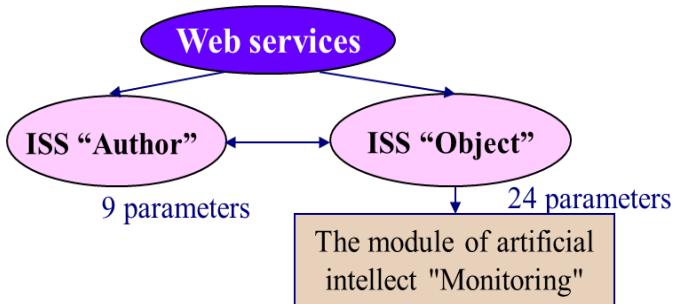 Web services
ISS “Author”
ISS “Object”
9 parameters
24 parameters
The module of artificial
intellect "Monitoring"